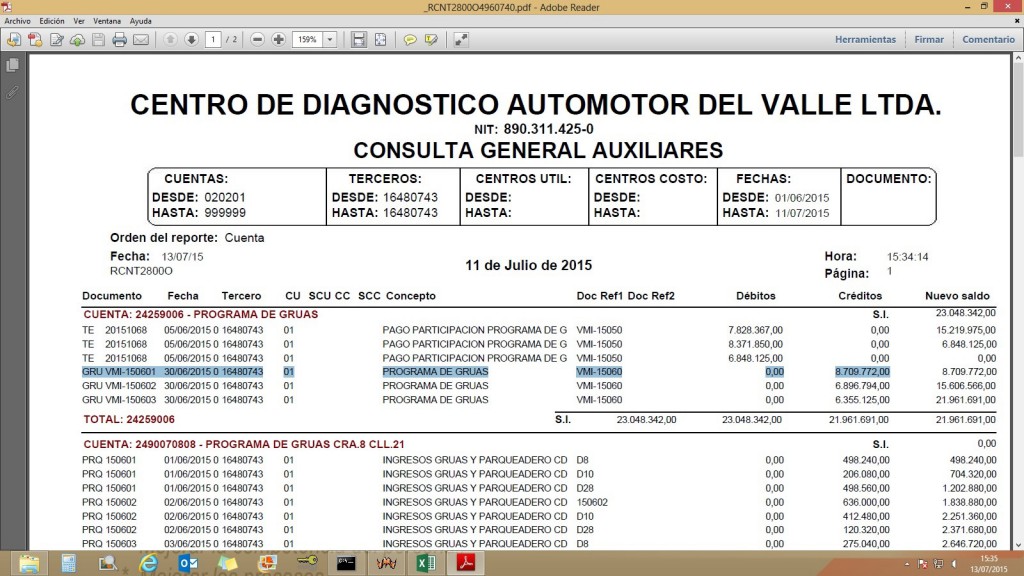 _RCNT2800O4960740.pdf - Adobe Reader
Archivo Edición Ver Ventana Ayuda
1 / 2 159% Herramientas Firmar Comentario
CENTRO DE DIAGNOSTICO AUTOMOTOR DEL VALLE LTDA.
NIT: 890.311.425-0
CONSULTA GENERAL AUXILIARES
CUENTAS: TERCEROS: CENTROS UTIL: CENTROS COSTO: FECHAS: DOCUMENTO:
DESDE: 020201 DESDE: 16480743 DESDE: DESDE: DESDE: 01/06/2015
HASTA: 999999 HASTA: 16480743 HASTA: HASTA: HASTA: 11/07/2015
Orden del reporte: Cuenta
Fecha: 13/07/15 Hora: 15:34:14
RCNT2800O 11 de Julio de 2015 Página: 1
Documento Fecha Tercero CU SCU CC SCC Concepto Doc Ref1 Doc Ref2 Débitos Créditos Nuevo saldo
CUENTA: 24259006 - PROGRAMA DE GRUAS S.I. 23.048.342,00
TE 20151068 05/06/2015 0 16480743 01 PAGO PARTICIPACION PROGRAMA DE G VMI-15050 7.828.367,00 0,00 15.219.975,00
TE 20151068 05/06/2015 0 16480743 01 PAGO PARTICIPACION PROGRAMA DE G VMI-15050 8.371.850,00 0,00 6.848.125,00
TE 20151068 05/06/2015 0 16480743 01 PAGO PARTICIPACION PROGRAMA DE G VMI-15050 6.848.125,00 0,00 0,00
GRU VMI-150601 30/06/2015 0 16480743 01 PROGRAMA DE GRUAS VMI-15060 0,00 8.709.772,00 8.709.772,00
GRU VMI-150602 30/06/2015 0 16480743 01 PROGRAMA DE GRUAS VMI-15060 0,00 6.896.794,00 15.606.566,00
GRU VMI-150603 30/06/2015 0 16480743 01 PROGRAMA DE GRUAS VMI-15060 0,00 6.355.125,00 21.961.691,00
TOTAL: 24259006 S.I. 23.048.342,00 23.048.342,00 21.961.691,00 21.961.691,00
CUENTA: 2490070808 - PROGRAMA DE GRUAS CRA.8 CLL.21 S.I. 0,00
PRQ 150601 01/06/2015 0 16480743 01 INGRESOS GRUAS Y PARQUEADERO CD D8 0,00 498.240,00 498.240,00
PRQ 150601 01/06/2015 0 16480743 01 INGRESOS GRUAS Y PARQUEADERO CD D10 0,00 206.080,00 704.320,00
PRQ 150601 01/06/2015 0 16480743 01 INGRESOS GRUAS Y PARQUEADERO CD D28 0,00 498.560,00 1.202.880,00
PRQ 150602 02/06/2015 0 16480743 01 INGRESOS GRUAS Y PARQUEADERO CD 150602 0,00 636.000,00 1.838.880,00
PRQ 150602 02/06/2015 0 16480743 01 INGRESOS GRUAS Y PARQUEADERO CD D10 0,00 412.480,00 2.251.360,00
PRQ 150602 02/06/2015 0 16480743 01 INGRESOS GRUAS Y PARQUEADERO CD D28 0,00 120.320,00 2.371.680,00
PRQ 150603 03/06/2015 0 16480743 01 INGRESOS GRUAS Y PARQUEADERO CD D8 0,00 275.040,00 2.646.720,00
15:35
13/07/2015